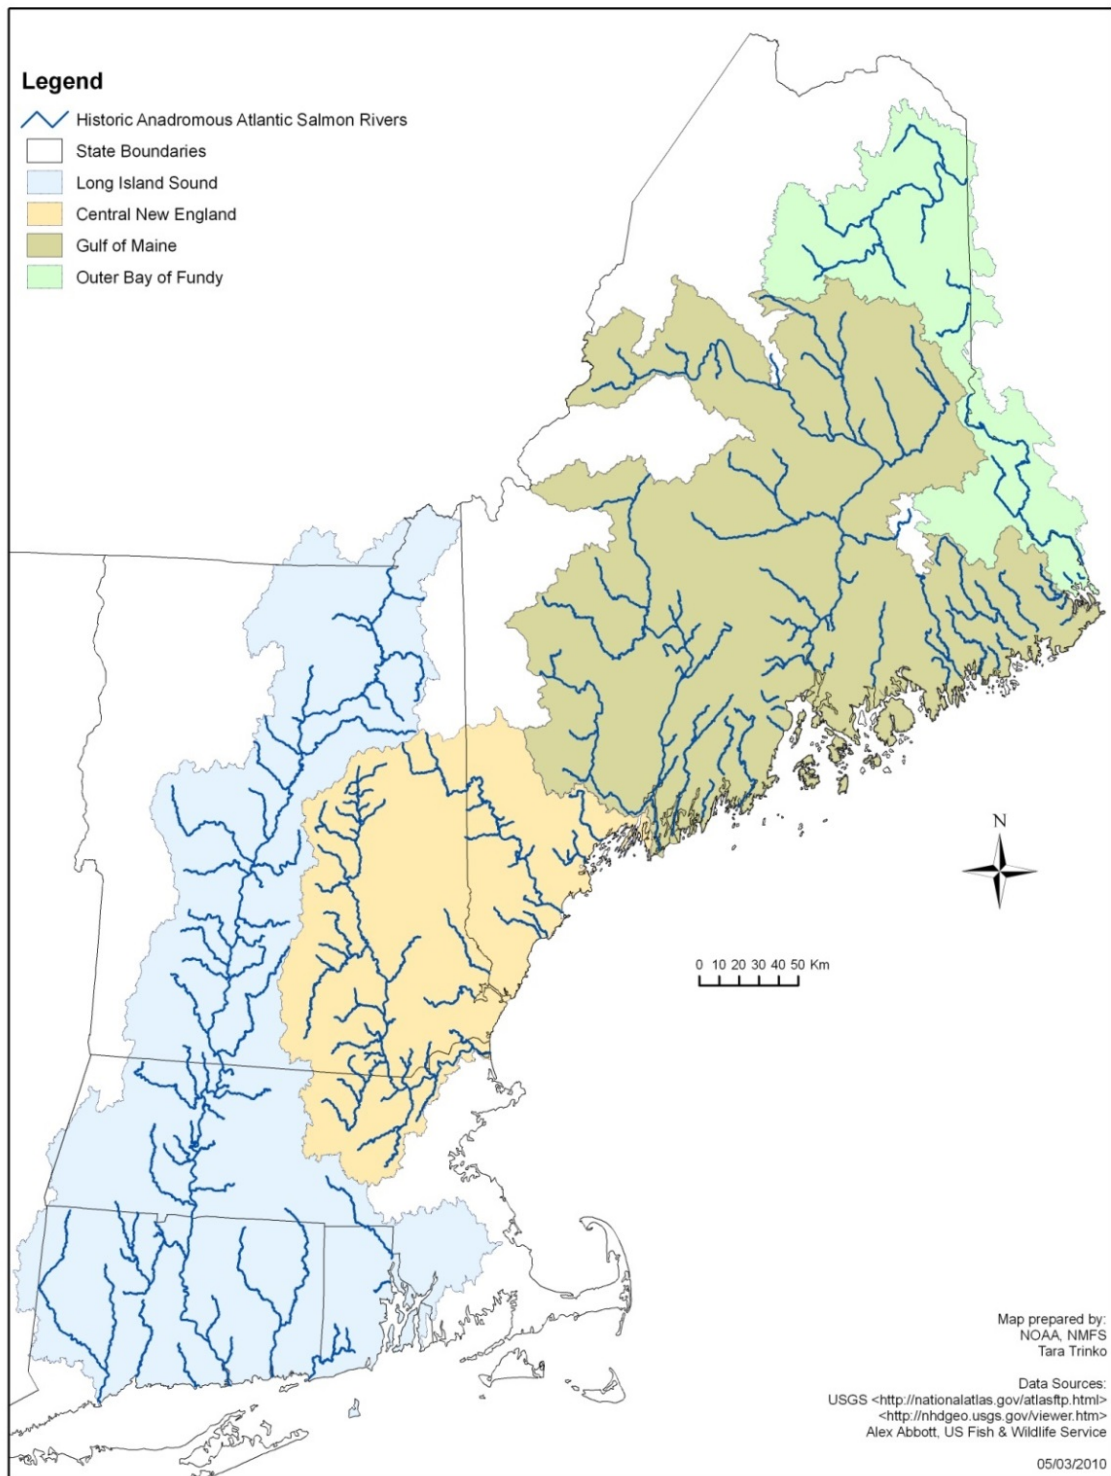 Legend
Historic Anadromous Atlantic Salmon Rivers
State Boundaries
Long Island Sound
Central New England
Gulf of Maine
Outer Bay of Fundy
N
0 10 20 30 40 50 Km
Map prepared by:
NOAA, NMFS
Tara Trinko
Data Sources:
USGS <http://nationalatlas.gov/atlasftp.html>
<http://nhdgeo.usgs.gov/viewer.htm>
Alex Abbott, US Fish & Wildlife Service
05/03/2010